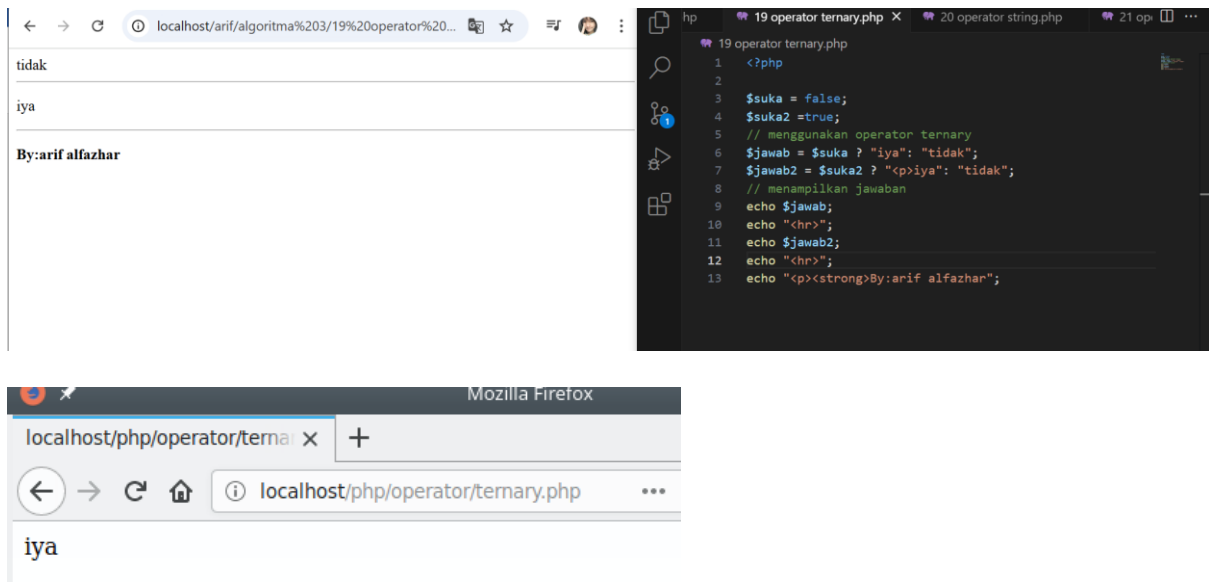 localhost/arif/algoritma%203/19%20operator%20...
tidak
iya
By:arif alfazhar
hp
19 operator ternary.php
20 operator string.php
21 op
19 operator ternary.php
1
1 <?php
2
3 $suka = false;
4 $suka2 =true;
5 // menggunakan operator ternary
6 $jawab = $suka ? "iya": "tidak";
7 $jawab2 = $suka2 ? "<p>iya": "tidak";
8 // menampilkan jawaban
9 echo $jawab;
10 echo "<hr>";
11 echo $jawab2;
12 echo "<hr>";
13 echo "<p><strong>By:arif alfazhar";
Mozilla Firefox
localhost/php/operator/terna
localhost/php/operator/ternary.php
iya